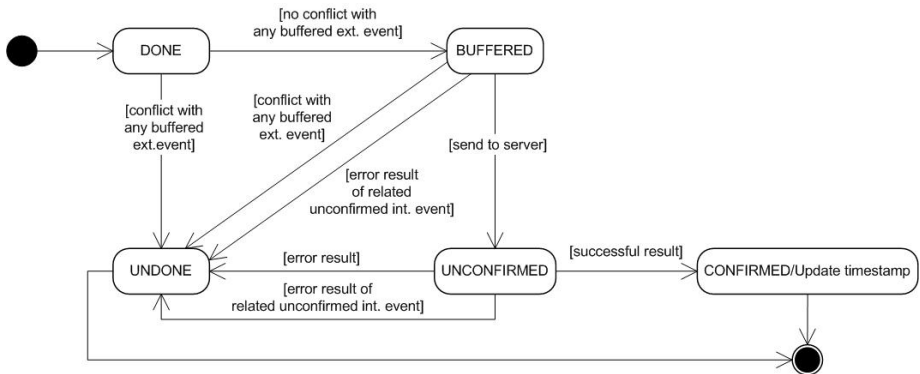 [no conflict with
any buffered ext. event]
DONE
BUFFERED
[conflict with
any buffered
ext.event]
[conflict with
any buffered
ext. event]
[send to server]
[error result
of related
unconfirmed int. event]
UNDONE
[error result]
UNCONFIRMED
[successful result]
CONFIRMED/Update timestamp
[error result of
related unconfirmed int. event]